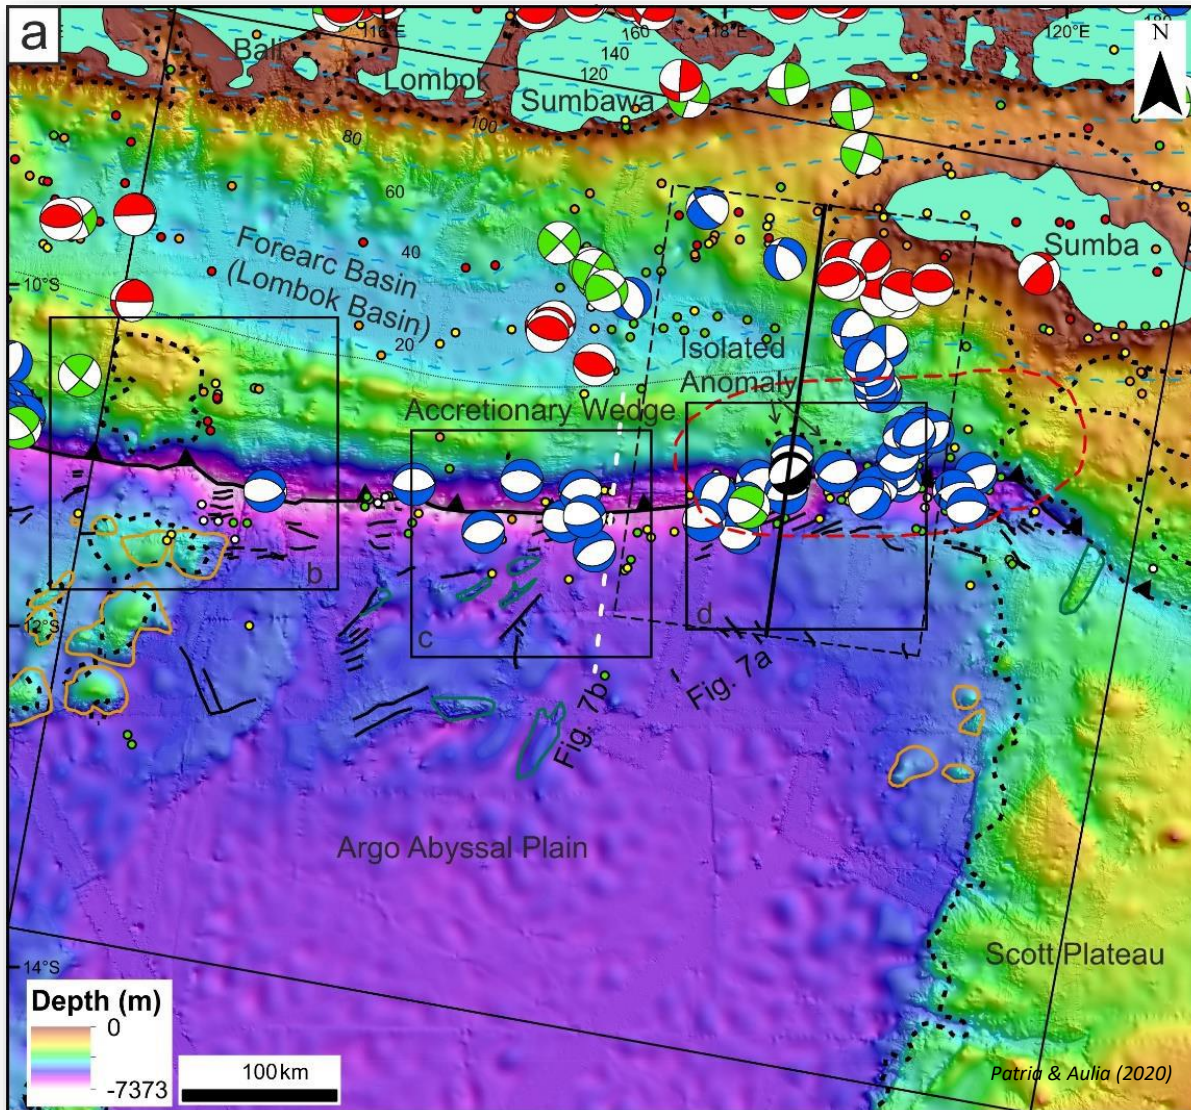 a
N
116°E
160
118°E
120°E
180
Bali
140
Lombok
120
Sumbawa
100
80
60
Sumba
40
Forearc Basin
(Lombok Basin)
10°S
20
Isolated
Anomaly
Accretionary Wedge
b
12°S
c
d
Fig. 7a
Fig. 7b
Argo Abyssal Plain
Scott Plateau
14°S
Depth (m)
0
-7373
100km
Patria & Aulia (2020)